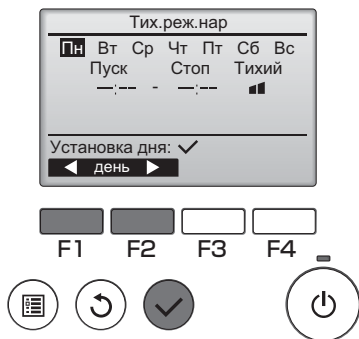 Тих.реж.нар
Пн Вт Ср Чт Пт Сб Вс
Пуск Стоп Тихий
—:-- - —:--
Установка дня:
день
F1 F2 F3 F4